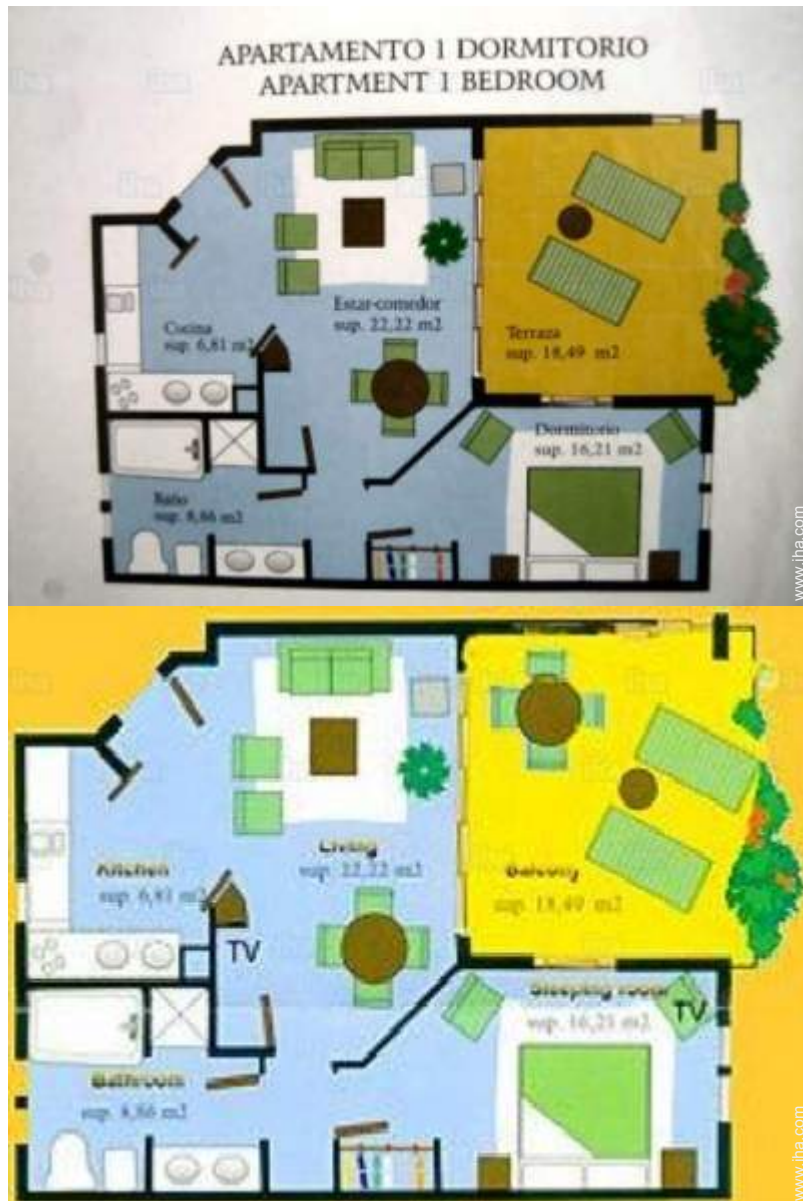 APARTAMENTO 1 DORMITORIO
APARTMENT 1 BEDROOM
Estar-comedor
sup. 22,22 m2
Cocina
sup. 6,81 m2
Terraza
sup. 18,49 m2
Dormitorio
sup. 16,21 m2
Baño
sup. 8,66 m2
www.iha.com
Living
sup. 22,22 m2
Kitchen
sup. 6,81 m2
Balcony
sup. 18,49 m2
TV
Sleeping room
sup. 16,21 m2
TV
Bathroom
sup. 8,66 m2
www.iha.com